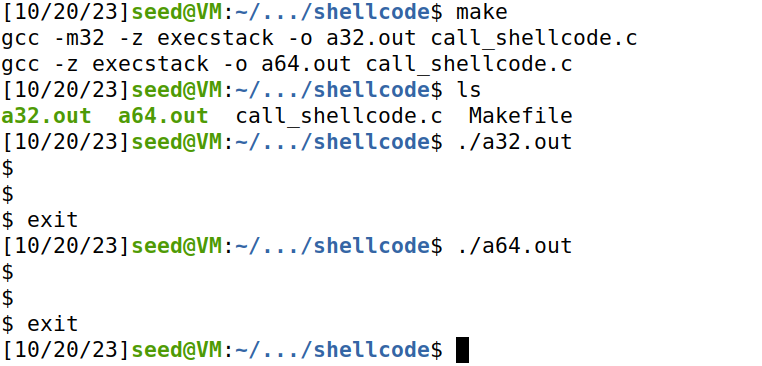 [10/20/23]seed@VM:~/.../shellcode$ make
gcc -m32 -z execstack -o a32.out call_shellcode.c
gcc -z execstack -o a64.out call_shellcode.c
[10/20/23]seed@VM:~/.../shellcode$ ls
a32.out  a64.out  call_shellcode.c  Makefile
[10/20/23]seed@VM:~/.../shellcode$ ./a32.out
$
$
$ exit
[10/20/23]seed@VM:~/.../shellcode$ ./a64.out
$
$
$ exit
[10/20/23]seed@VM:~/.../shellcode$